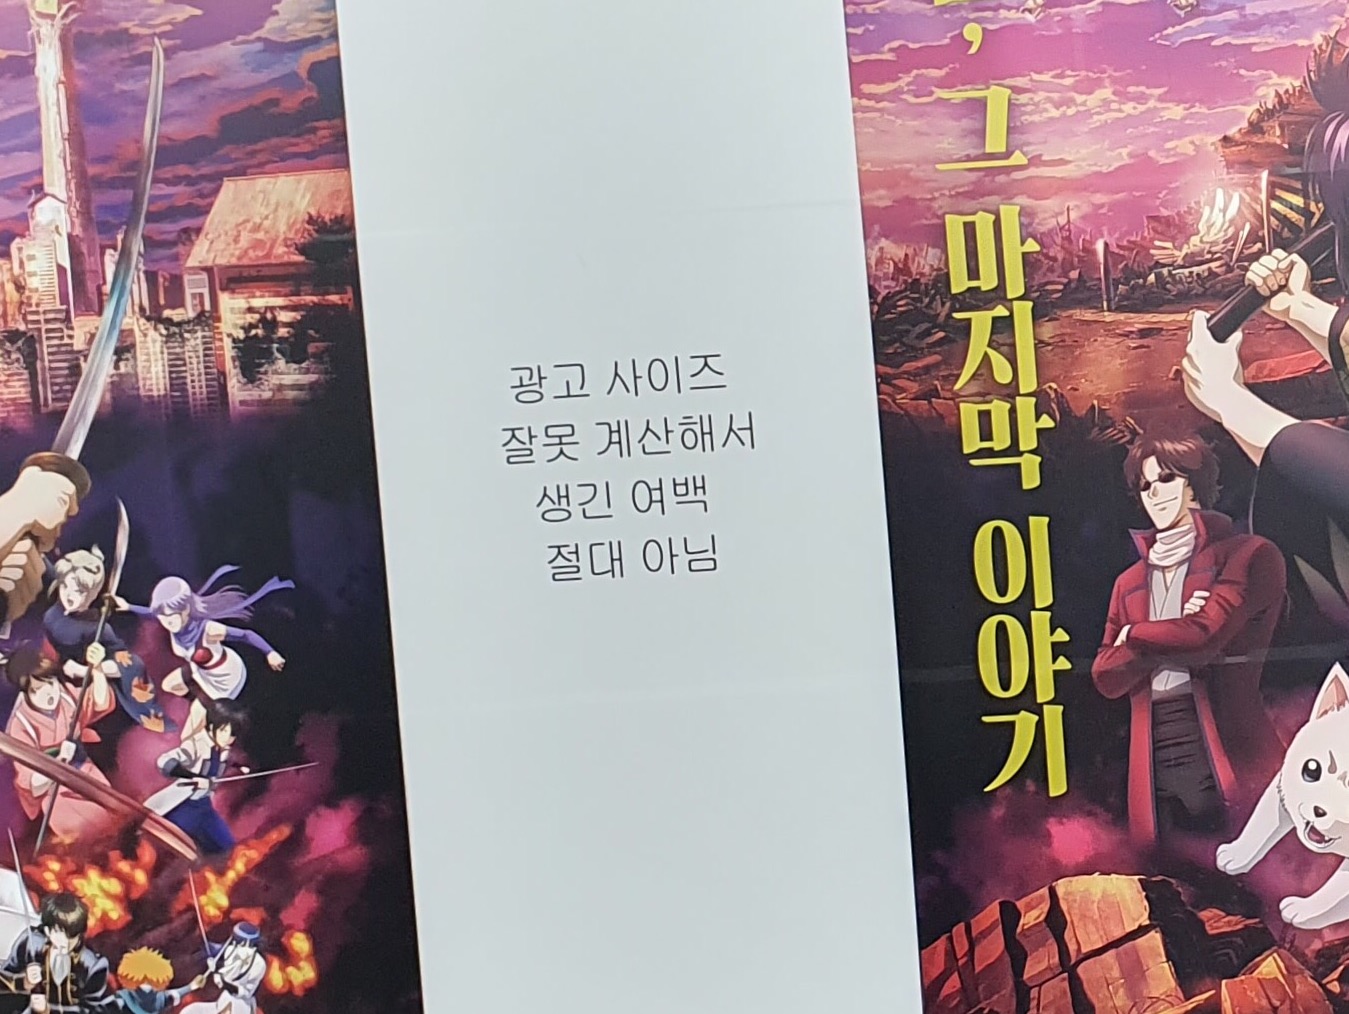 광고 사이즈
잘못 계산해서
생긴 여백
절대 아님
, 그 마지막 이야기